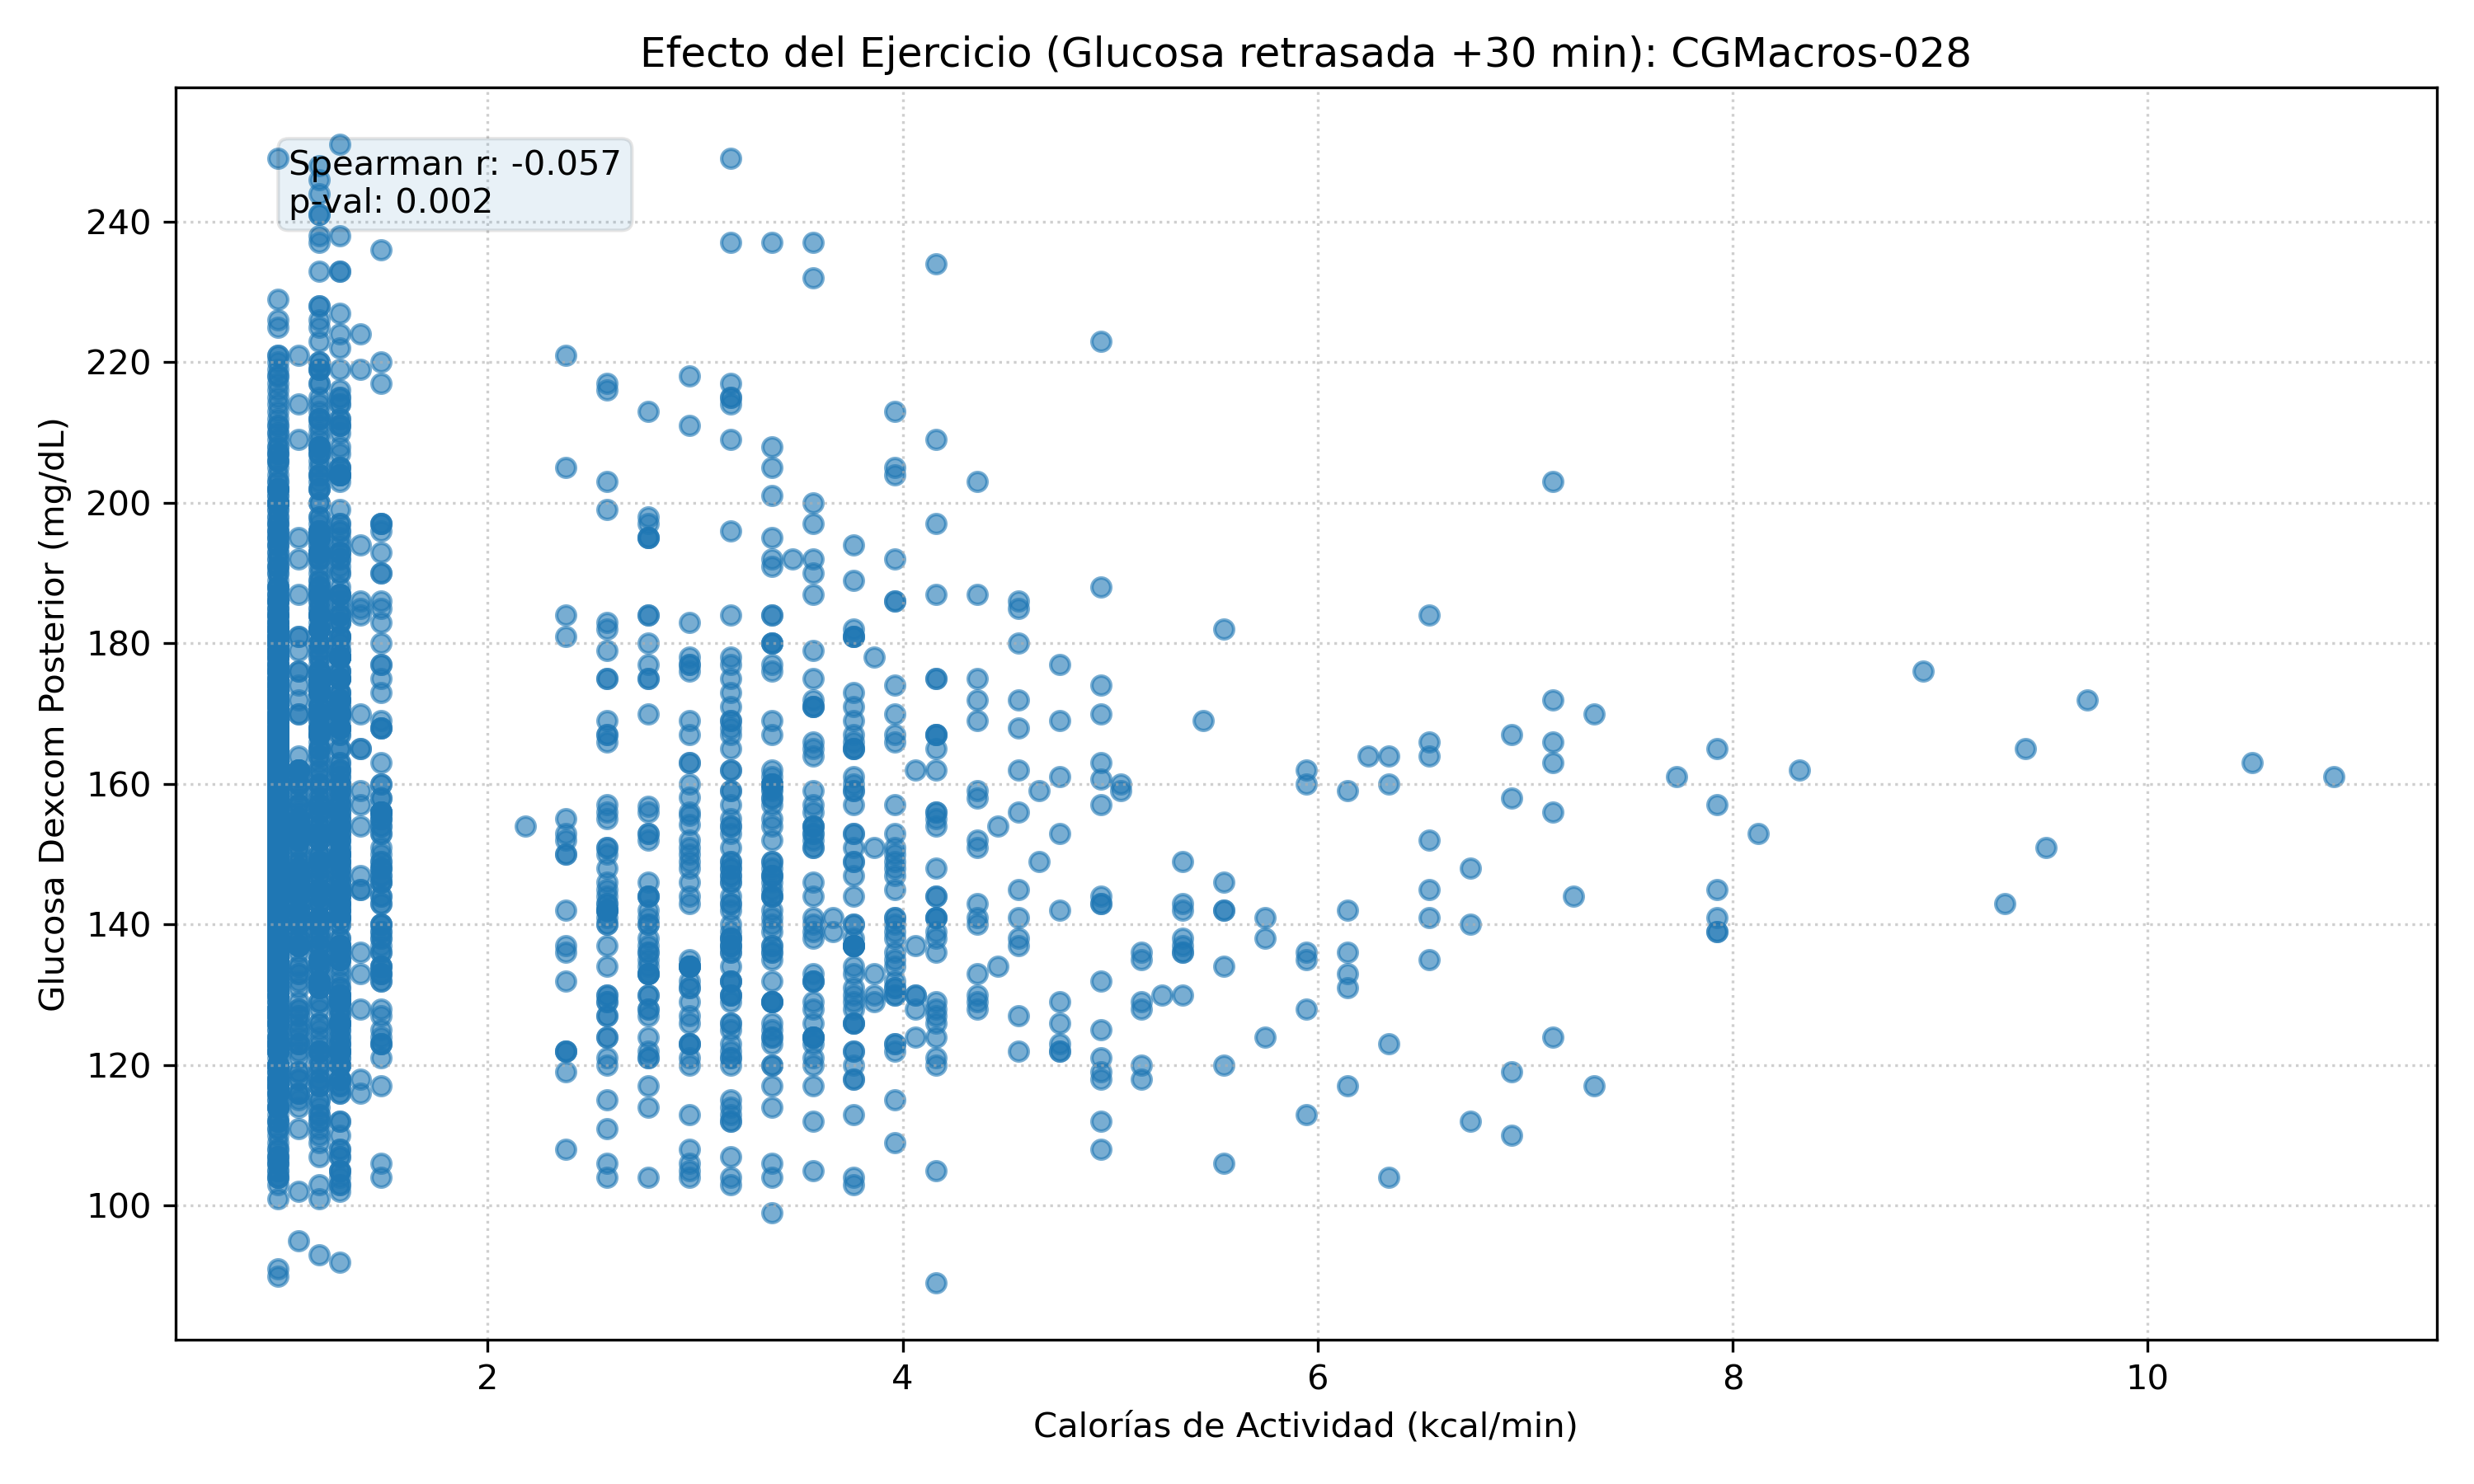 Efecto del Ejercicio (Glucosa retrasada +30 min): CGMacros-028
Spearman r: -0.057
p-val: 0.002
Glucosa Dexcom Posterior (mg/dL)
240
220
200
180
160
140
120
100
2 4 6 8 10
Calorías de Actividad (kcal/min)